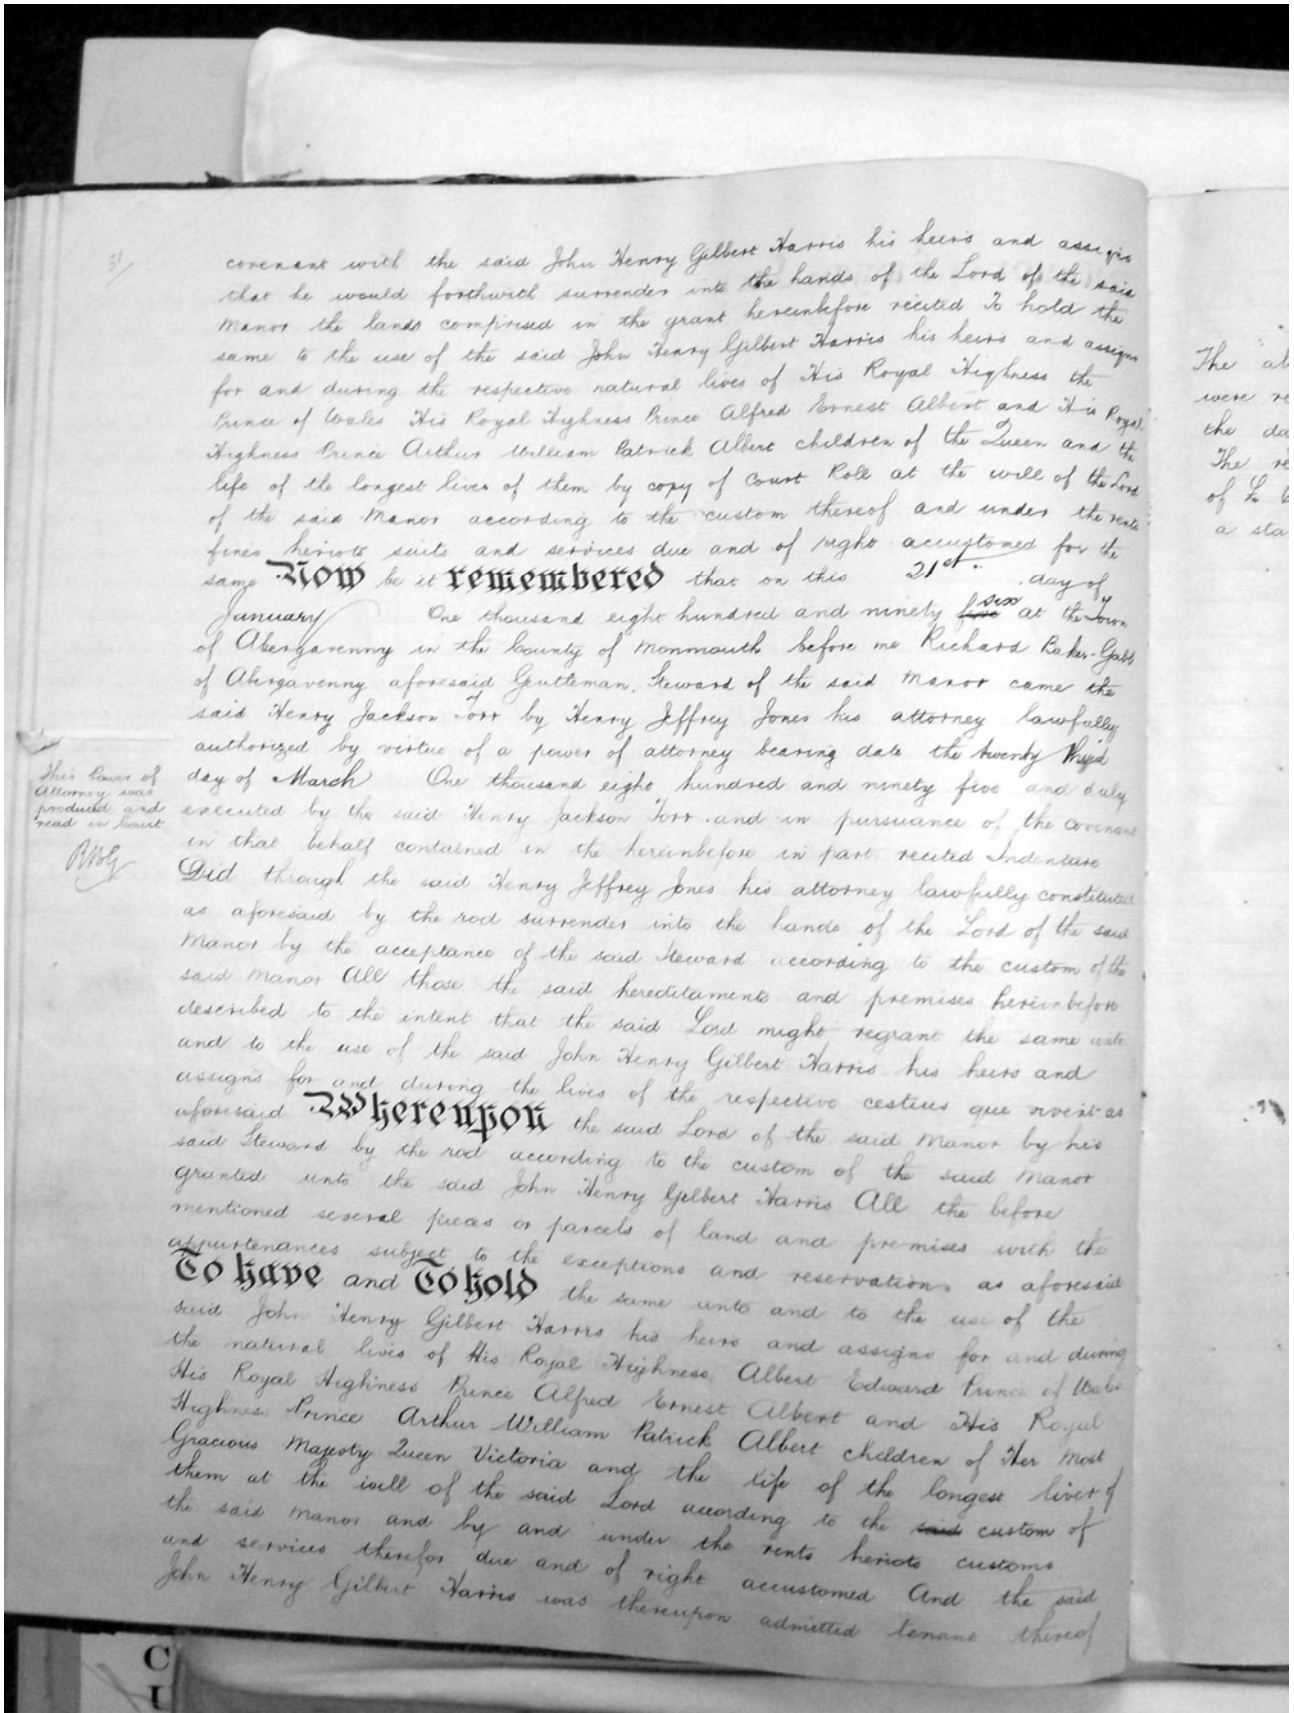 31/
covenant with the said John Henry Gilbert Harris his heirs and assigns
that he would forthwith surrender into the hands of the Lord of the said
Manor the lands comprised in the grant hereinbefore recited To hold the
same to the use of the said John Henry Gilbert Harris his heirs and assigns
for and during the respective natural lives of His Royal Highness the
Prince of Wales His Royal Highness Prince Alfred Ernest Albert and His Royal
Highness Prince Arthur William Patrick Albert children of the Queen and the
life of the longest liver of them by copy of Court Roll at the will of the Lord
of the said Manor according to the custom thereof and under the rents
fines heriots suits and services due and of right accustomed for the
same Now be it remembered that on this 21st. day of
January One thousand eight hundred and ninety five six at the Town
of Abergavenny in the County of Monmouth before me Richard Baker-Gabb
of Abergavenny aforesaid Gentleman, Steward of the said Manor came the
said Henry Jackson Torr by Henry Jeffrey Jones his attorney lawfully
authorized by virtue of a power of attorney bearing date the twenty third
day of March One thousand eight hundred and ninety five and duly
executed by the said Henry Jackson Torr and in pursuance of the covenant
in that behalf contained in the hereinbefore in part recited Indenture
Did through the said Henry Jeffrey Jones his attorney lawfully constituted
as aforesaid by the rod surrender into the hands of the Lord of the said
Manor by the acceptance of the said Steward according to the custom of the
said Manor All those the said hereditaments and premises hereinbefore
described to the intent that the said Lord might regrant the same unto
and to the use of the said John Henry Gilbert Harris his heirs and
assigns for and during the lives of the respective cestius que vivent as
aforesaid Whereupon the said Lord of the said Manor by his
said Steward by the rod according to the custom of the said Manor
granted unto the said John Henry Gilbert Harris All the before
mentioned several pieces or parcels of land and premises with the
appurtenances subject to the exceptions and reservations as aforesaid
To have and To hold the same unto and to the use of the
said John Henry Gilbert Harris his heirs and assigns for and during
the natural lives of His Royal Highness Albert Edward Prince of Wales
His Royal Highness Prince Alfred Ernest Albert and His Royal
Highness Prince Arthur William Patrick Albert children of Her Most
Gracious Majesty Queen Victoria and the life of the longest liver of
them at the will of the said Lord according to the said custom of
the said Manor and by and under the rents heriots customs
and services therefor due and of right accustomed And the said
John Henry Gilbert Harris was thereupon admitted tenant thereof
This Power of
Attorney was
produced and
read in Court
RBG
The
were
the
The
of
a
C